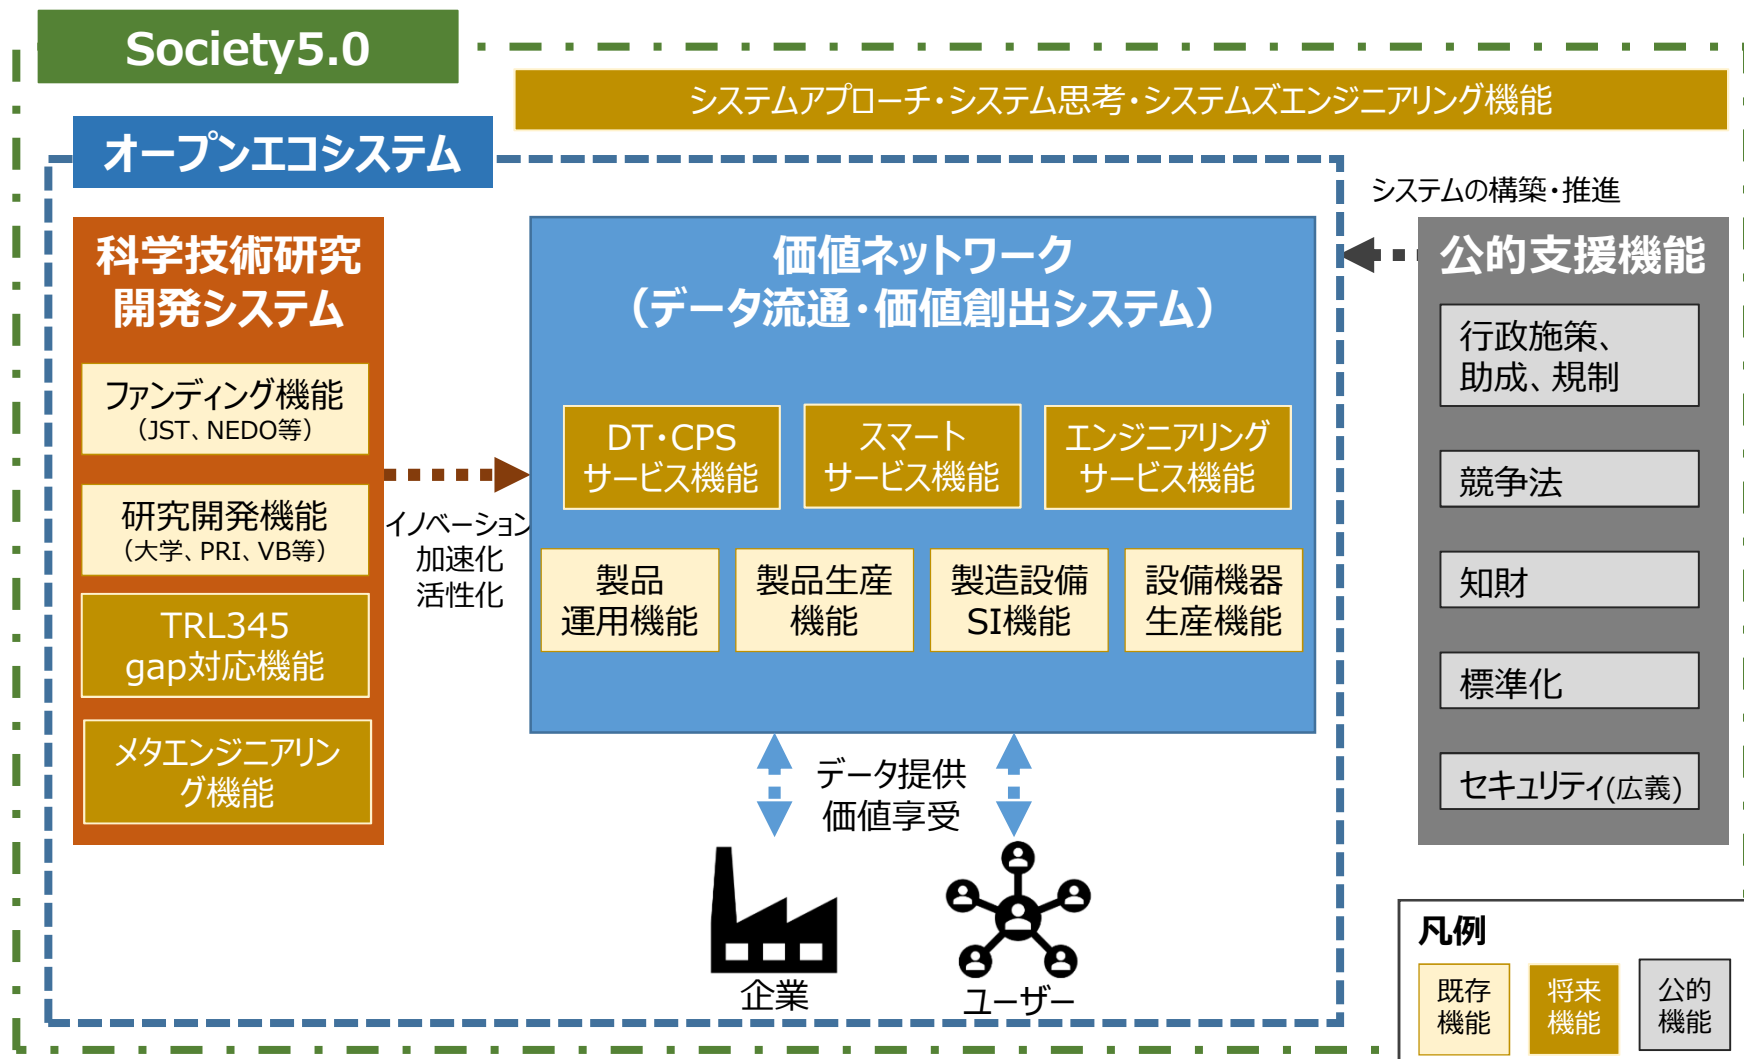 Society5.0
システムアプローチ・システム思考・システムズエンジニアリング機能
オープンエコシステム
システムの構築・推進
科学技術研究
開発システム
ファンディング機能
（JST、NEDO等）
研究開発機能
（大学、PRI、VB等）
TRL345
gap対応機能
メタエンジニアリン
グ機能
イノベーション
加速化
活性化
価値ネットワーク
（データ流通・価値創出システム）
DT・CPS
サービス機能
スマート
サービス機能
エンジニアリング
サービス機能
製品
運用機能
製品生産
機能
製造設備
SI機能
設備機器
生産機能
データ提供
価値享受
企業
ユーザー
公的支援機能
行政施策、
助成、規制
競争法
知財
標準化
セキュリティ(広義)
凡例
既存
機能
将来
機能
公的
機能